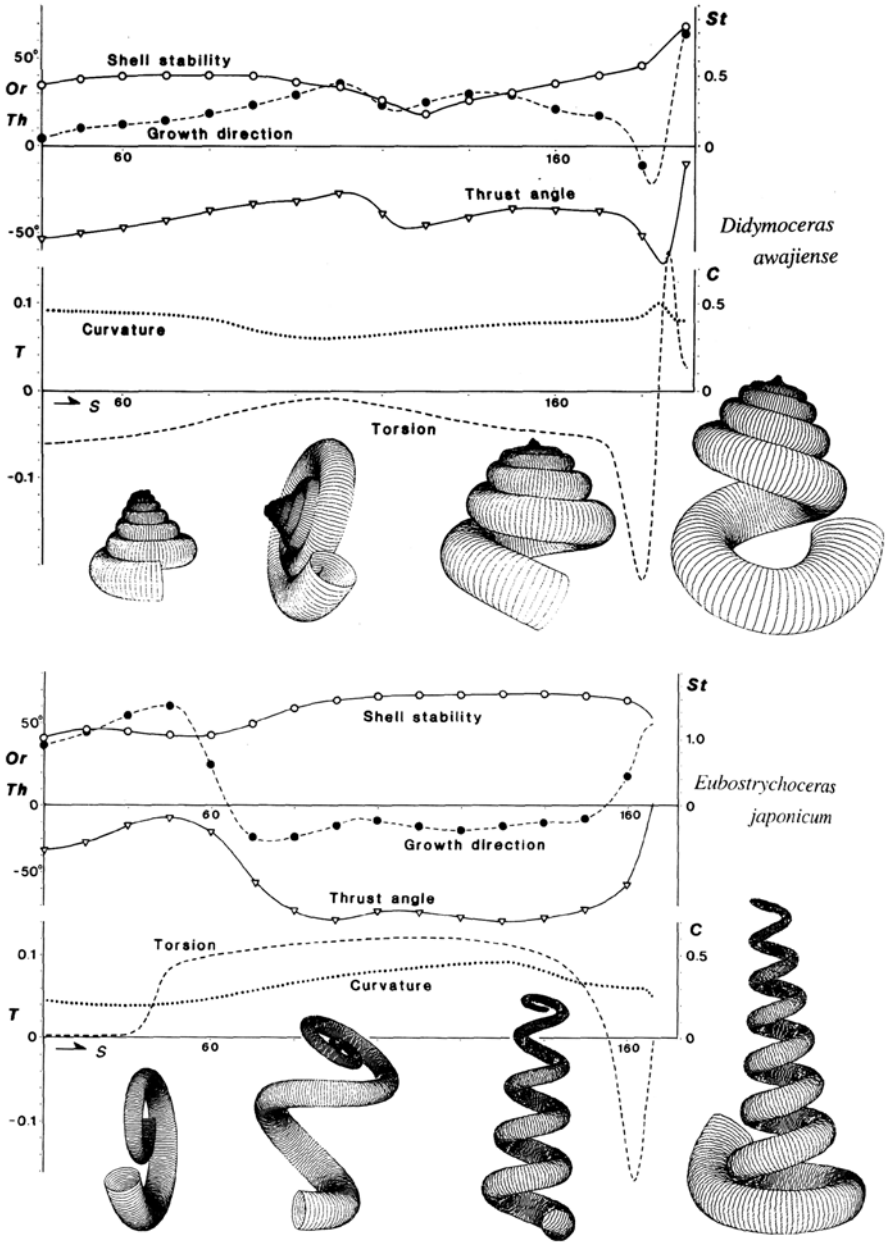 St
50°
Shell stability
Or
0.5
Th
Growth direction
0
60
160
0
Thrust angle
-50°
Didymoceras
awajiense
C
0.1
0.5
Curvature
T
0
0
S
60
160
Torsion
-0.1
St
50°
Shell stability
Or
1.0
Th
Eubostrychoceras
0
60
160
0
japonicum
Growth direction
-50°
Thrust angle
C
Torsion
0.1
0.5
Curvature
T
0
0
S
60
160
-0.1